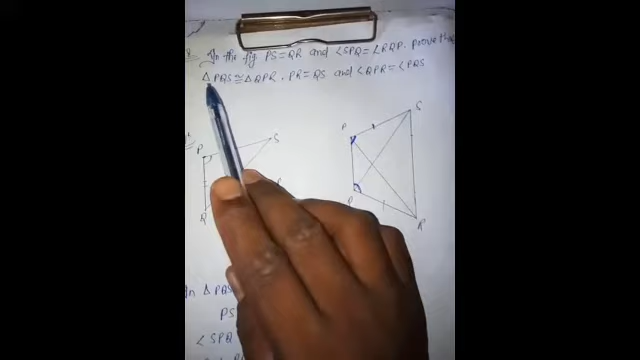 In the fig PS = QR and ∠SPQ = ∠RQP. prove that
△PQS ≅ △QPR, PR = QS and ∠QPR = ∠PQS
P
S
Q
P
S
R
In △ PQS
PS
∠ SPQ